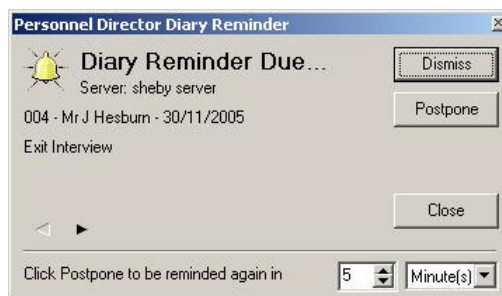 Personnel Director Diary Reminder
Diary Reminder Due...
Server: sheby server
004 - Mr J Hesburn - 30/11/2005
Exit Interview
Dismiss
Postpone
Close
Click Postpone to be reminded again in 5 Minute(s)